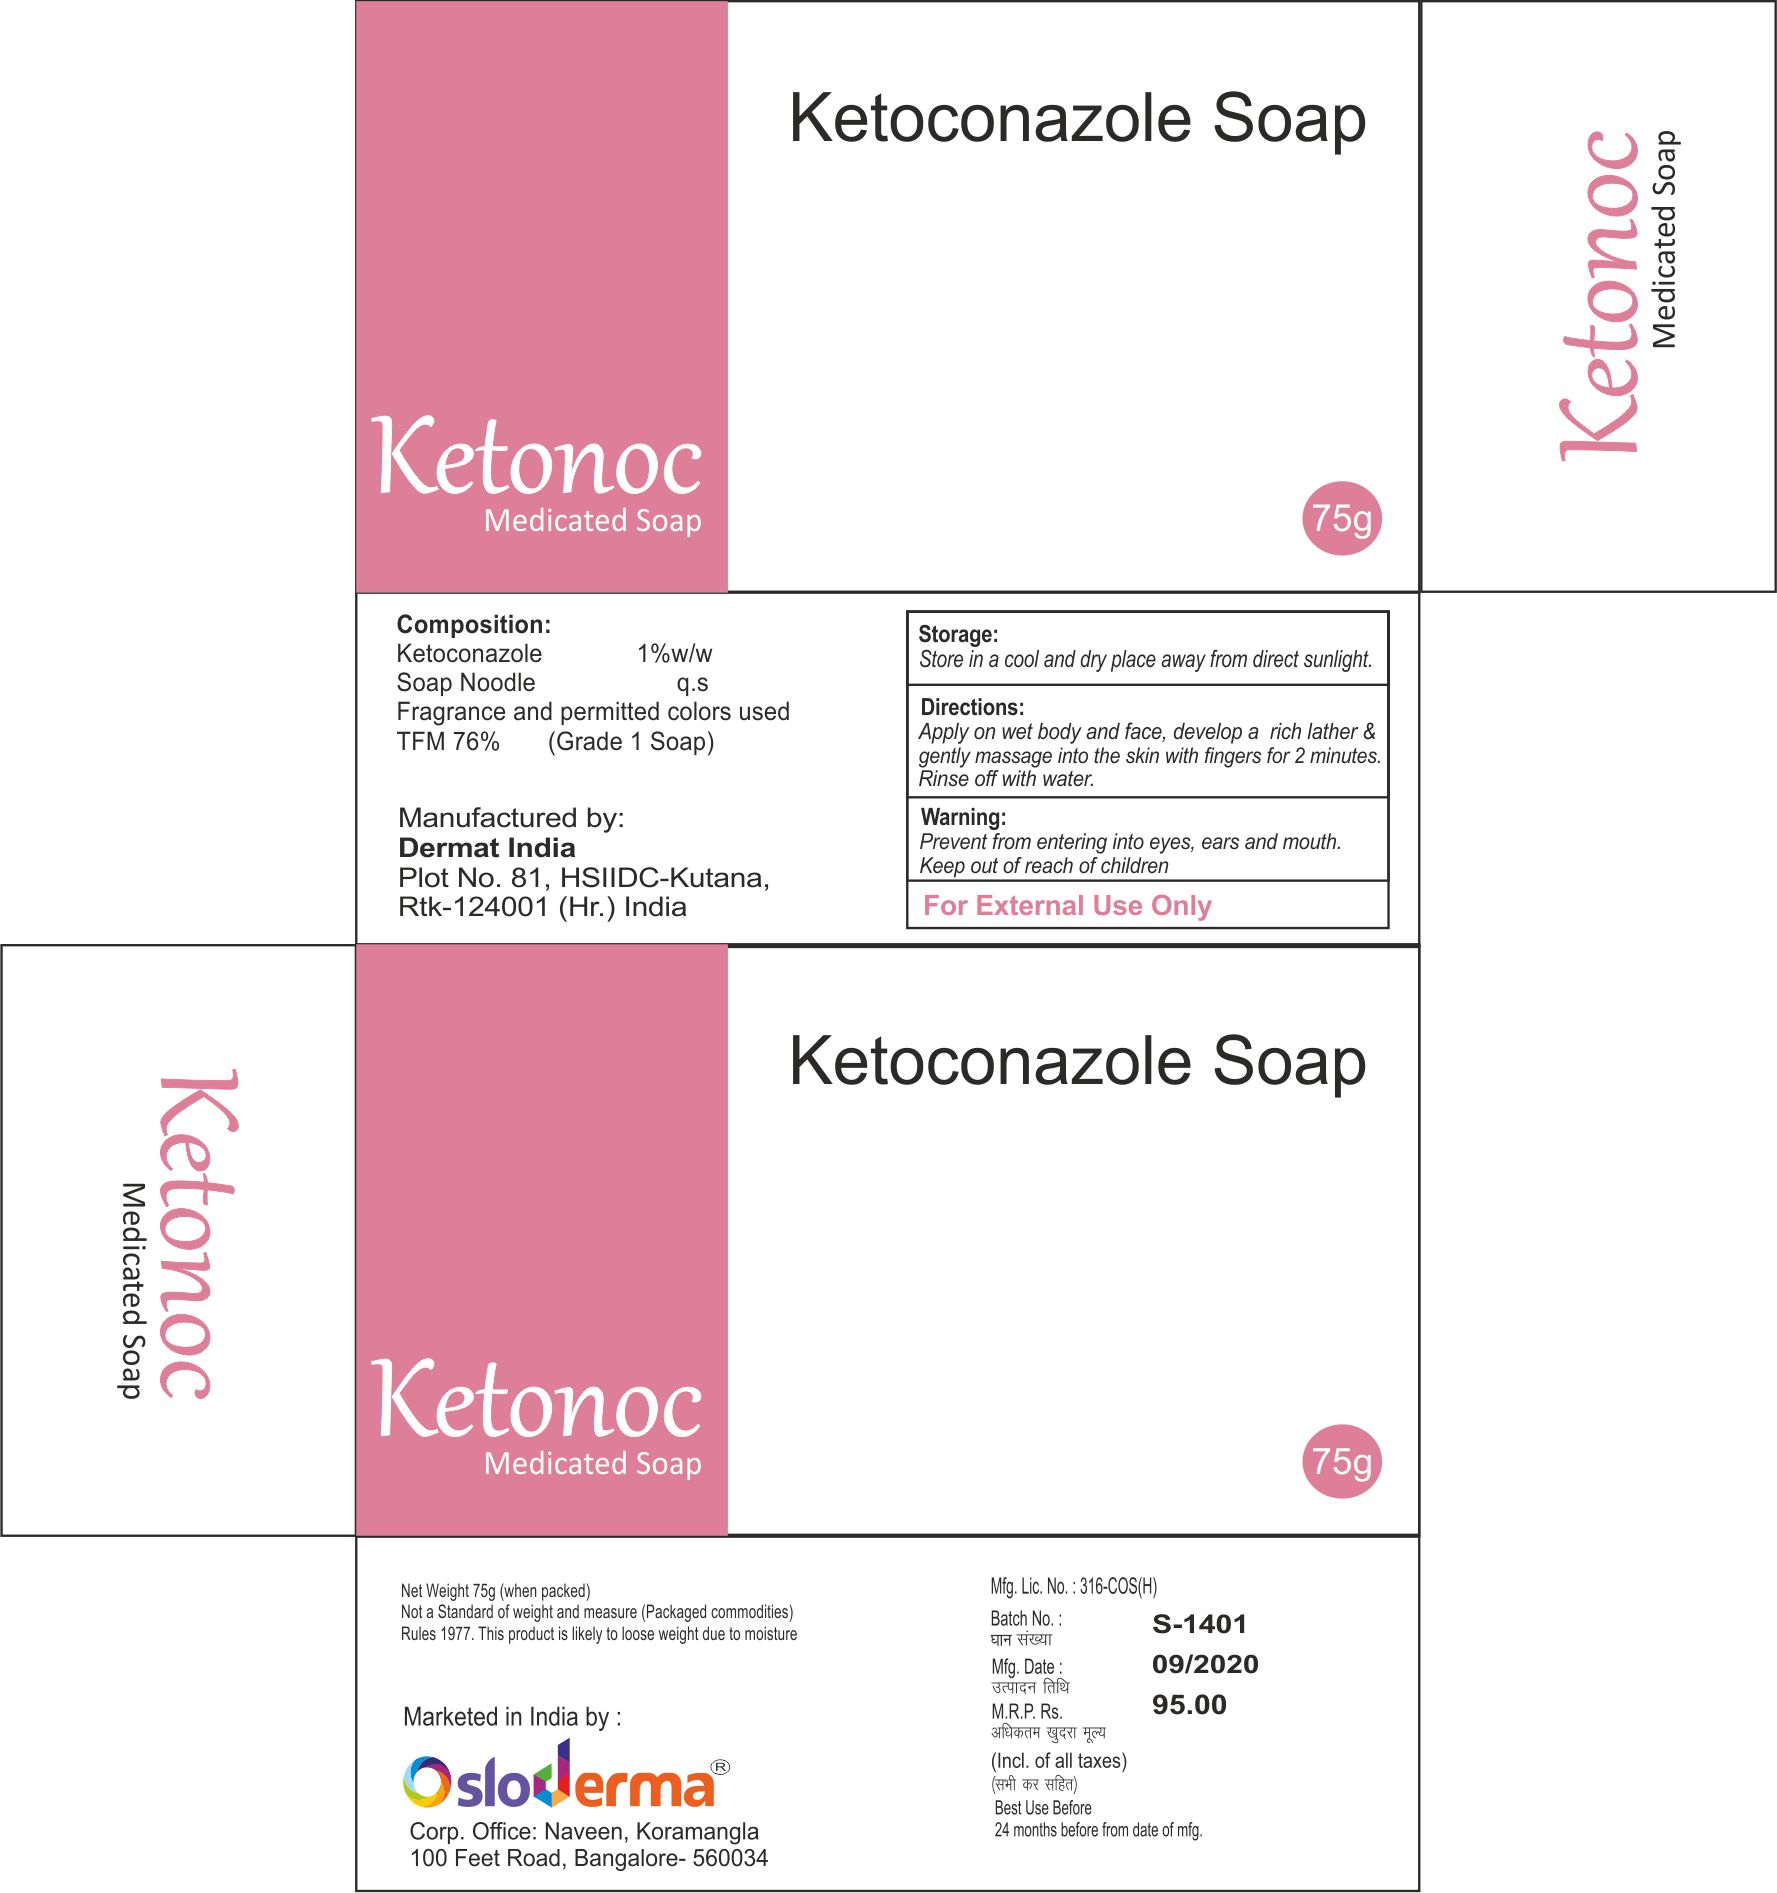 Ketoconazole Soap
Ketonoc
Medicated Soap
75g
Ketonoc
Medicated Soap
Composition:
Ketoconazole 1%w/w
Soap Noodle q.s
Fragrance and permitted colors used
TFM 76% (Grade 1 Soap)
Manufactured by:
Dermat India
Plot No. 81, HSIIDC-Kutana,
Rtk-124001 (Hr.) India
Storage:
Store in a cool and dry place away from direct sunlight.
Directions:
Apply on wet body and face, develop a rich lather &
gently massage into the skin with fingers for 2 minutes.
Rinse off with water.
Warning:
Prevent from entering into eyes, ears and mouth.
Keep out of reach of children
For External Use Only
Ketonoc
Medicated Soap
Ketoconazole Soap
Ketonoc
Medicated Soap
75g
Net Weight 75g (when packed)
Not a Standard of weight and measure (Packaged commodities)
Rules 1977. This product is likely to loose weight due to moisture
Marketed in India by :
Osloderma®
Corp. Office: Naveen, Koramangla
100 Feet Road, Bangalore- 560034
Mfg. Lic. No. : 316-COS(H)
Batch No. : S-1401
घान संख्या
Mfg. Date : 09/2020
उत्पादन तिथि
M.R.P. Rs. 95.00
अधिकतम खुदरा मूल्य
(Incl. of all taxes)
(सभी कर सहित)
Best Use Before
24 months before from date of mfg.